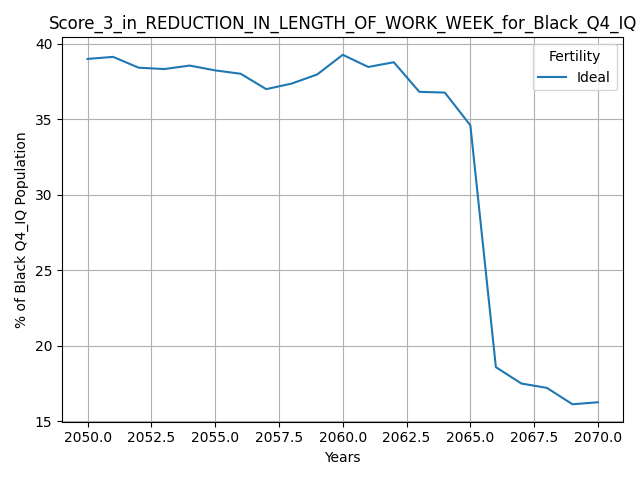 Score_3_in_REDUCTION_IN_LENGTH_OF_WORK_WEEK_for_Black_Q4_IQ
40
35
30
25
20
15
% of Black Q4_IQ Population
Fertility
Ideal
2050.0 2052.5 2055.0 2057.5 2060.0 2062.5 2065.0 2067.5 2070.0
Years